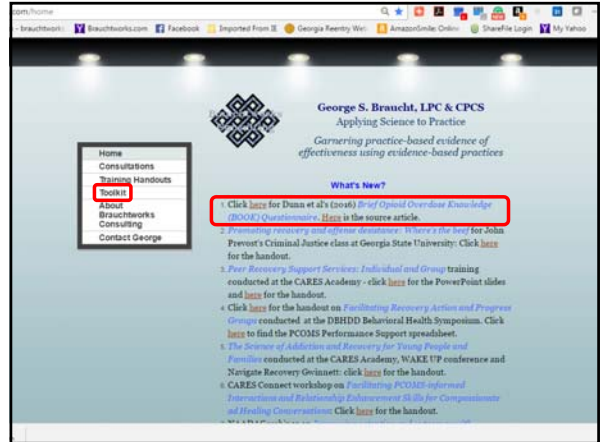 com/home
- brauchtwork
Brauchtworks.com
Facebook
Imported From IE
Georgia Reentry We
AmazonSmile: Online
ShareFile Login
My Yahoo
George S. Braucht, LPC & CPCS
Applying Science to Practice
Garnering practice-based evidence of
effectiveness using evidence-based practices
Home
Consultations
Training Handouts
Toolkit
About
Brauchtworks
Consulting
Contact George
What's New?
1. Click here for Dunn et al's (2016) Brief Opioid Overdose Knowledge
(BOOK) Questionnaire. Here is the source article.
2. Promoting recovery and offense desistance: Where's the beef for John
Prevost's Criminal Justice class at Georgia State University: Click here
for the handout.
3. Peer Recovery Support Services: Individual and Group training
conducted at the CARES Academy - click here for the PowerPoint slides
and here for the handout.
4. Click here for the handout on Facilitating Recovery Action and Progress
Groups conducted at the DBHDD Behavioral Health Symposium. Click
here to find the PCOMS Performance Support spreadsheet.
5. The Science of Addiction and Recovery for Young People and
Families conducted at the CARES Academy, WAKE UP conference and
Navigate Recovery Gwinnett: click here for the handout.
6. CARES Connect workshop on Facilitating PCOMS-informed
Interactions and Relationship Enhancement Skills for Compassionate
ad Healing Conversations: Click here for the handout.